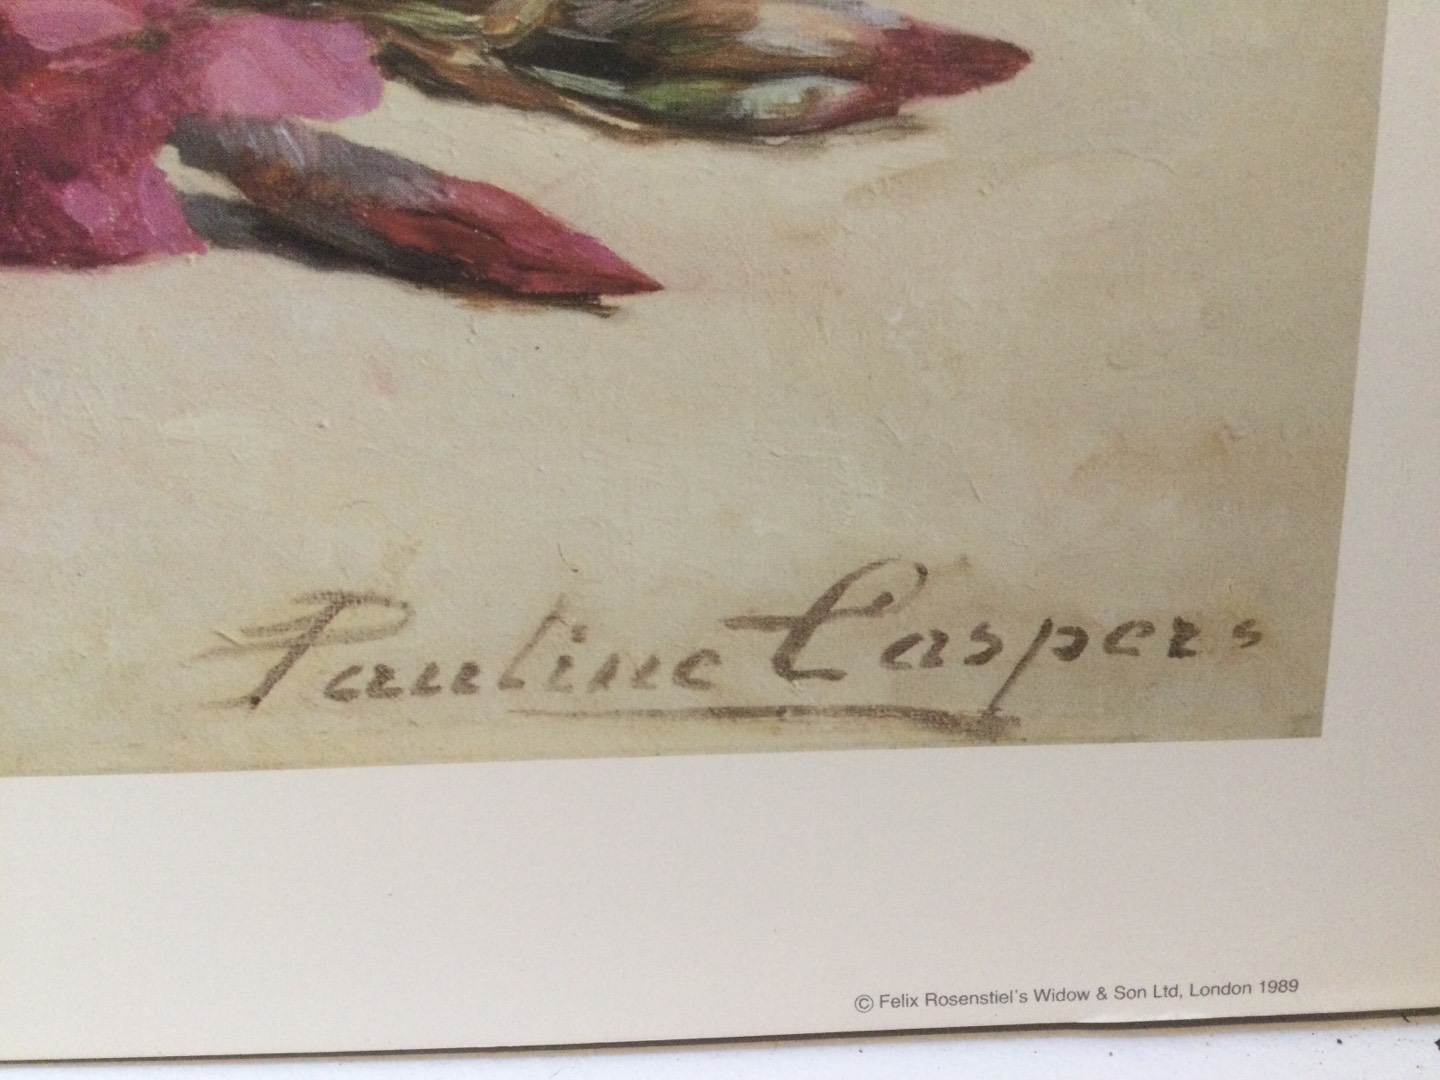 Pauline Caspers
© Felix Rosenstiel's Widow & Son Ltd, London 1989